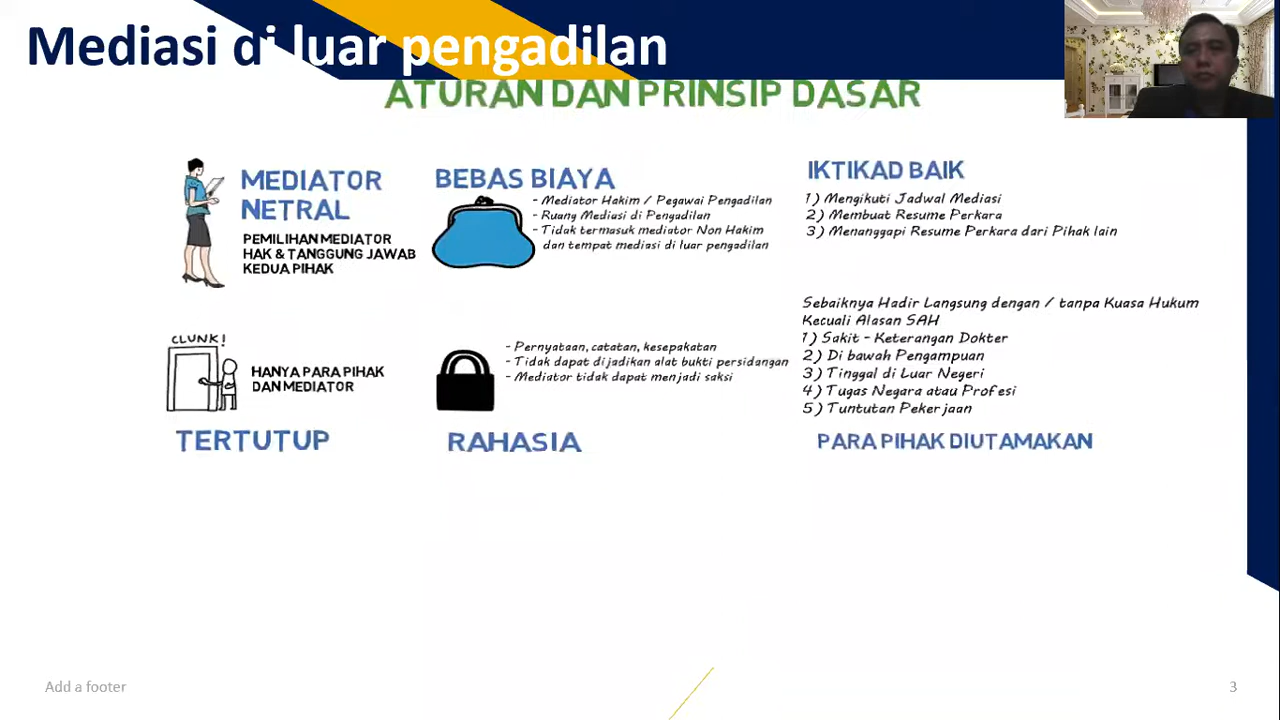 Mediasi di luar pengadilan
ATURAN DAN PRINSIP DASAR
MEDIATOR
NETRAL
PEMILIHAN MEDIATOR
HAK & TANGGUNG JAWAB
KEDUA PIHAK
BEBAS BIAYA
- Mediator Hakim / Pegawai Pengadilan
- Ruang Mediasi di Pengadilan
- Tidak termasuk mediator Non Hakim
dan tempat mediasi di luar pengadilan
IKTIKAD BAIK
1) Mengikuti Jadwal Mediasi
2) Membuat Resume Perkara
3) Menanggapi Resume Perkara dari Pihak lain
CLUNK!
HANYA PARA PIHAK
DAN MEDIATOR
TERTUTUP
- Pernyataan, catatan, kesepakatan
- Tidak dapat dijadikan alat bukti persidangan
- Mediator tidak dapat menjadi saksi
RAHASIA
Sebaiknya Hadir Langsung dengan / tanpa Kuasa Hukum
Kecuali Alasan SAH
1) Sakit - Keterangan Dokter
2) Di bawah Pengampuan
3) Tinggal di Luar Negeri
4) Tugas Negara atau Profesi
5) Tuntutan Pekerjaan
PARA PIHAK DIUTAMAKAN
Add a footer
3